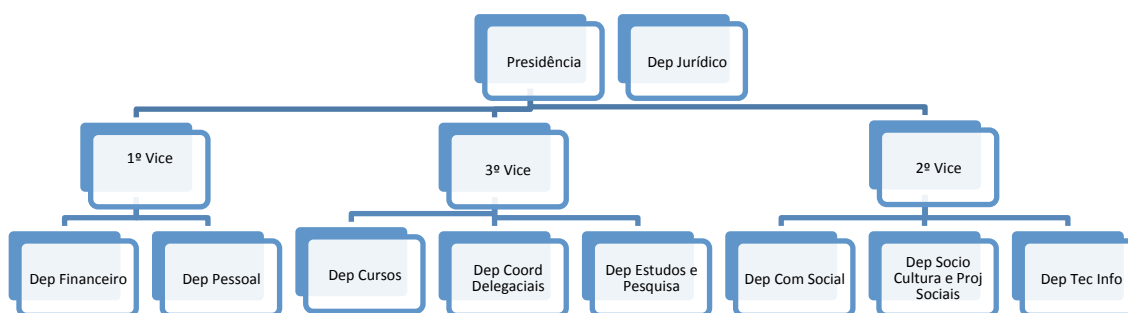 Presidência
Dep Jurídico
1º Vice
3º Vice
2º Vice
Dep Financeiro
Dep Pessoal
Dep Cursos
Dep Coord
Delegaciais
Dep Estudos e
Pesquisa
Dep Com Social
Dep Socio
Cultura e Proj
Sociais
Dep Tec Info